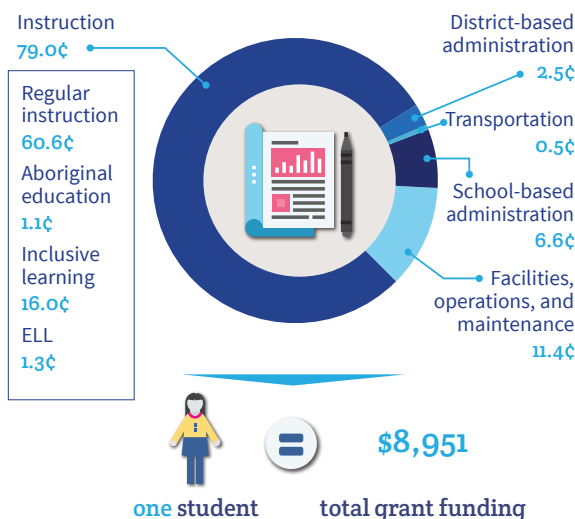 Instruction
79.0¢
Regular
instruction
60.6¢
Aboriginal
education
1.1¢
Inclusive
learning
16.0¢
ELL
1.3¢
District-based
administration
2.5¢
Transportation
0.5¢
School-based
administration
6.6¢
Facilities,
operations, and
maintenance
11.4¢
$8,951
one student
total grant funding